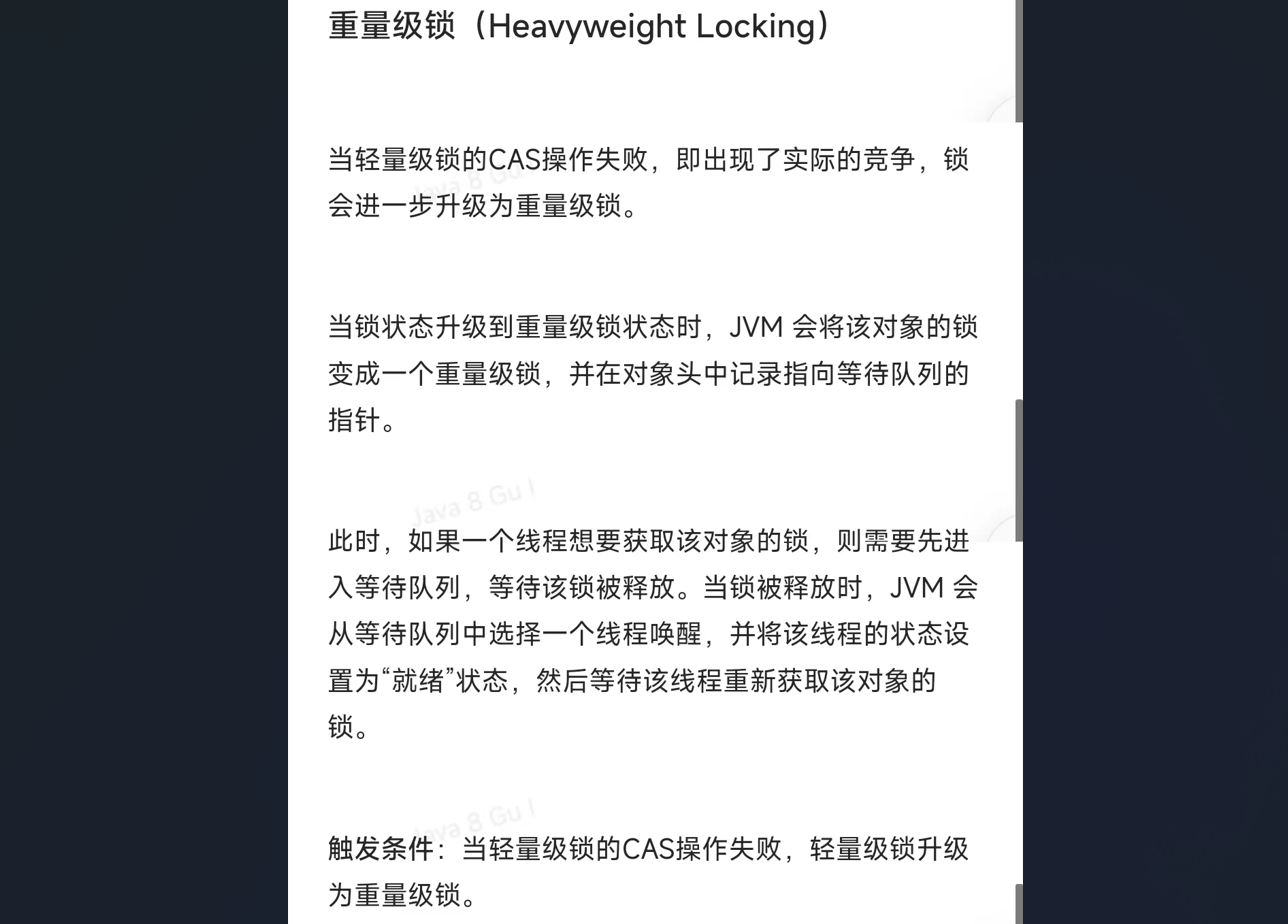 重量级锁（Heavyweight Locking）
当轻量级锁的CAS操作失败，即出现了实际的竞争，锁
会进一步升级为重量级锁。
Java 8 Gu
当锁状态升级到重量级锁状态时，JVM 会将该对象的锁
变成一个重量级锁，并在对象头中记录指向等待队列的
指针。
Java 8 Gu I
此时，如果一个线程想要获取该对象的锁，则需要先进
入等待队列，等待该锁被释放。当锁被释放时，JVM 会
从等待队列中选择一个线程唤醒，并将该线程的状态设
置为“就绪”状态，然后等待该线程重新获取该对象的
锁。
Java 8 Gu I
触发条件：当轻量级锁的CAS操作失败，轻量级锁升级
为重量级锁。